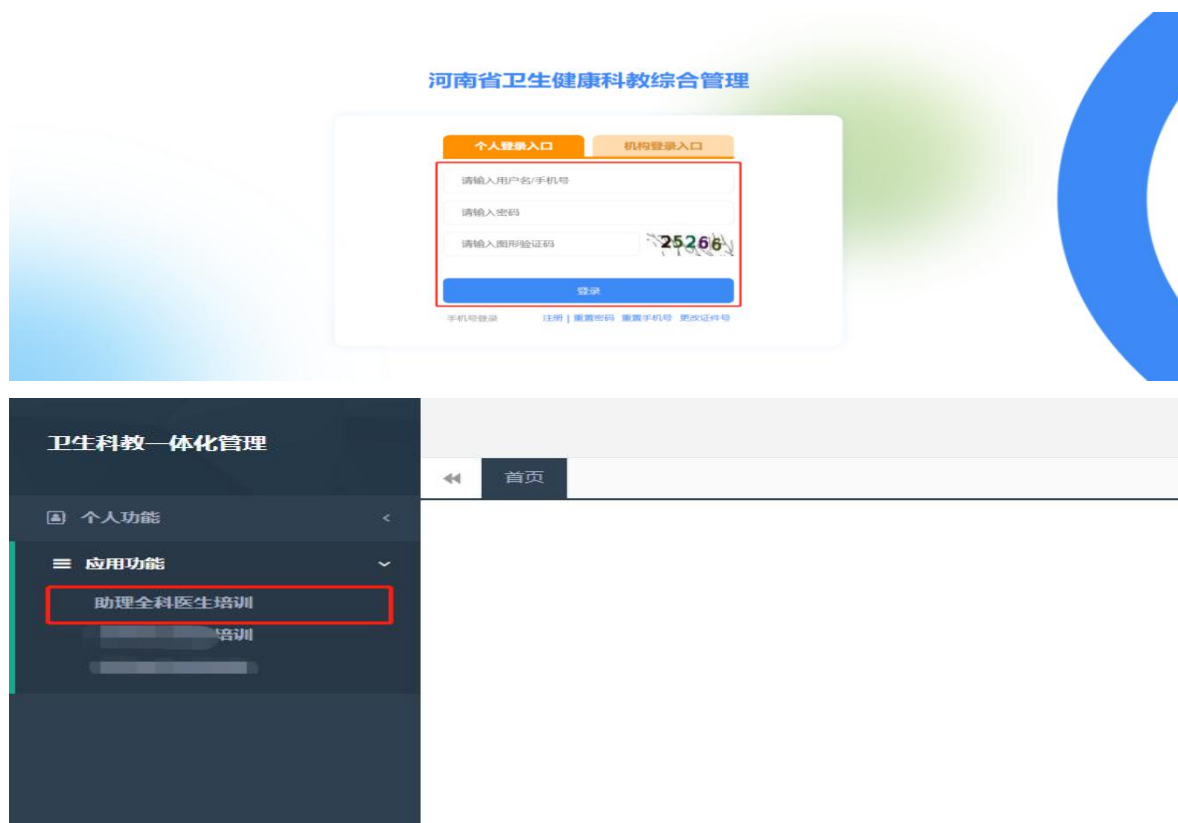 河南省卫生健康科教综合管理
个人登录入口 机构登录入口
请输入用户名/手机号
请输入密码
请输入图形验证码 25266
登录
手机号登录 注册 | 重置密码 重置手机号 更改证件号
卫生科教一体化管理
首页
个人功能
应用功能
助理全科医生培训
培训